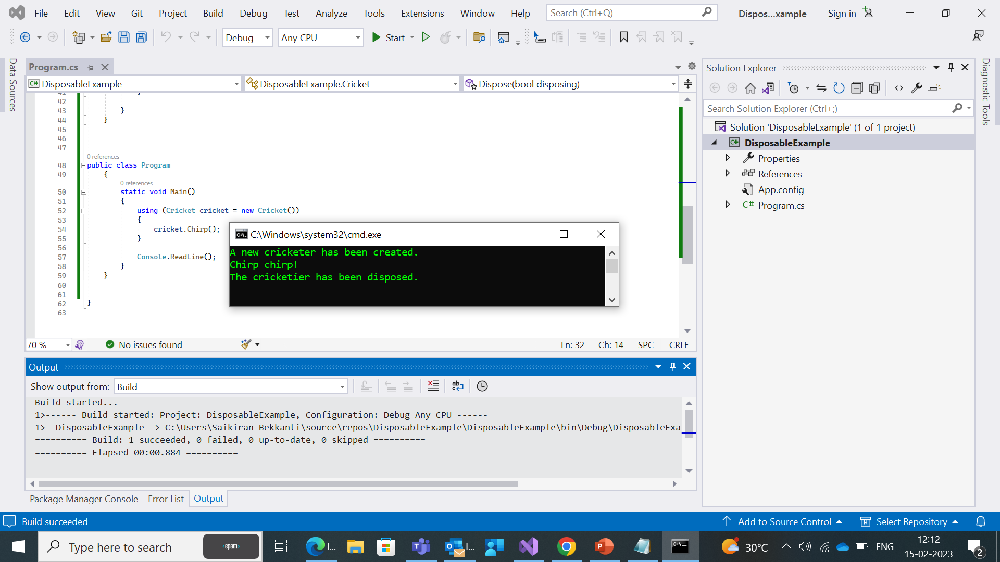 File Edit View Git Project Build Debug Test Analyze Tools Extensions Window Help Search (Ctrl+Q) Dispos...xample Sign in
Debug Any CPU Start
Data Sources
Program.cs
DisposableExample DisposableExample.Cricket Dispose(bool disposing)
42
43 }
44 }
45
46
47
0 references
48 public class Program
49 {
0 references
50 static void Main()
51 {
52 using (Cricket cricket = new Cricket())
53 {
54 cricket.Chirp();
55 }
56
57 Console.ReadLine();
58 }
59 }
60
61
62 }
63
C:\Windows\system32\cmd.exe
A new cricketer has been created.
Chirp chirp!
The cricketier has been disposed.
70 % No issues found Ln: 32 Ch: 14 SPC CRLF
Output
Show output from: Build
Build started...
1>------ Build started: Project: DisposableExample, Configuration: Debug Any CPU ------
1>  DisposableExample -> C:\Users\Saikiran_Bekkanti\source\repos\DisposableExample\DisposableExample\bin\Debug\DisposableExa
========== Build: 1 succeeded, 0 failed, 0 up-to-date, 0 skipped ==========
========== Elapsed 00:00.884 ==========
Package Manager Console Error List Output
Solution Explorer
Search Solution Explorer (Ctrl+;)
Solution 'DisposableExample' (1 of 1 project)
C# DisposableExample
Properties
References
App.config
C# Program.cs
Diagnostic Tools
Build succeeded Add to Source Control Select Repository
Type here to search <epam> I... I... 30°C ENG 12:12
15-02-2023 2